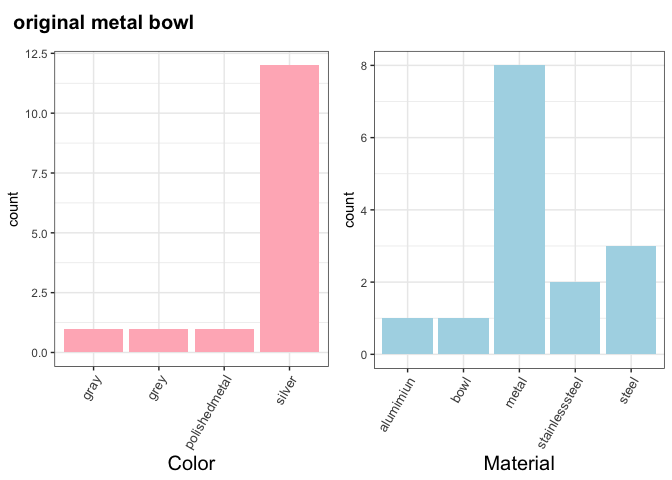 original metal bowl
count
12.5
10.0
7.5
5.0
2.5
0.0
gray
grey
polishedmetal
silver
Color
count
8
6
4
2
0
alumimiun
bowl
metal
stainlesssteel
steel
Material